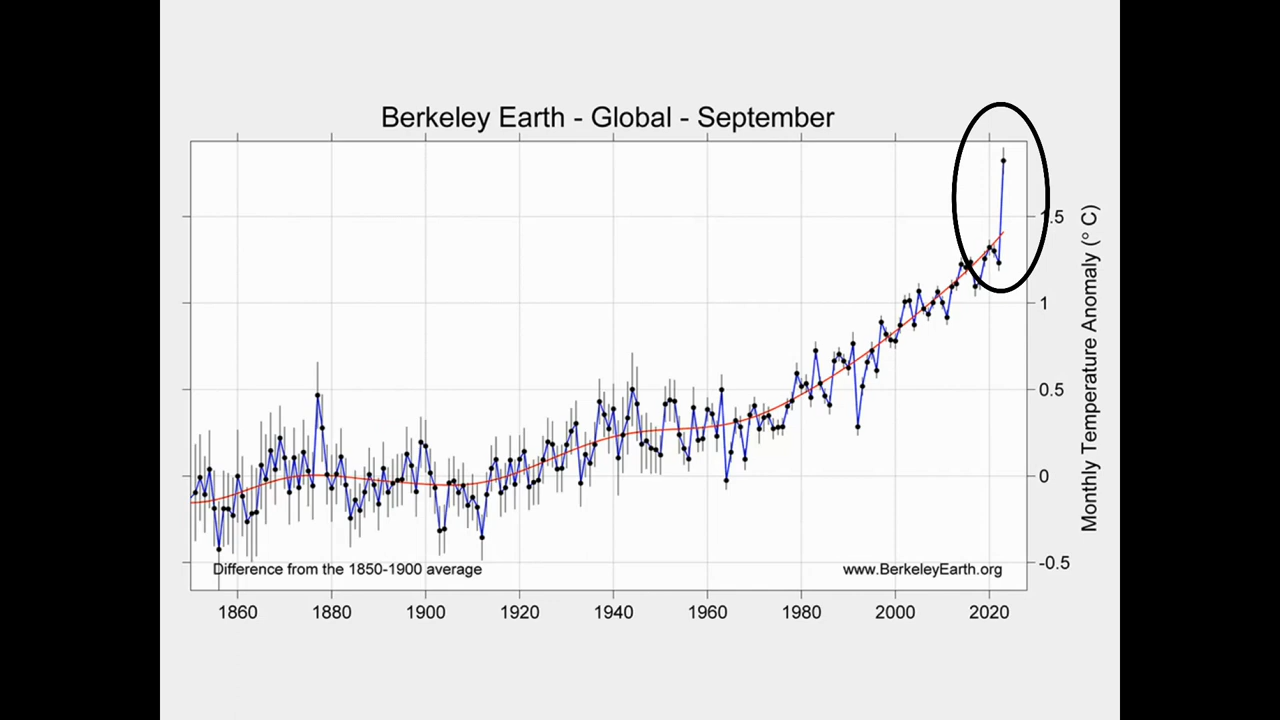 Berkeley Earth - Global - September
1.5
1
0.5
0
-0.5
Monthly Temperature Anomaly (° C)
Difference from the 1850-1900 average
www.BerkeleyEarth.org
1860 1880 1900 1920 1940 1960 1980 2000 2020